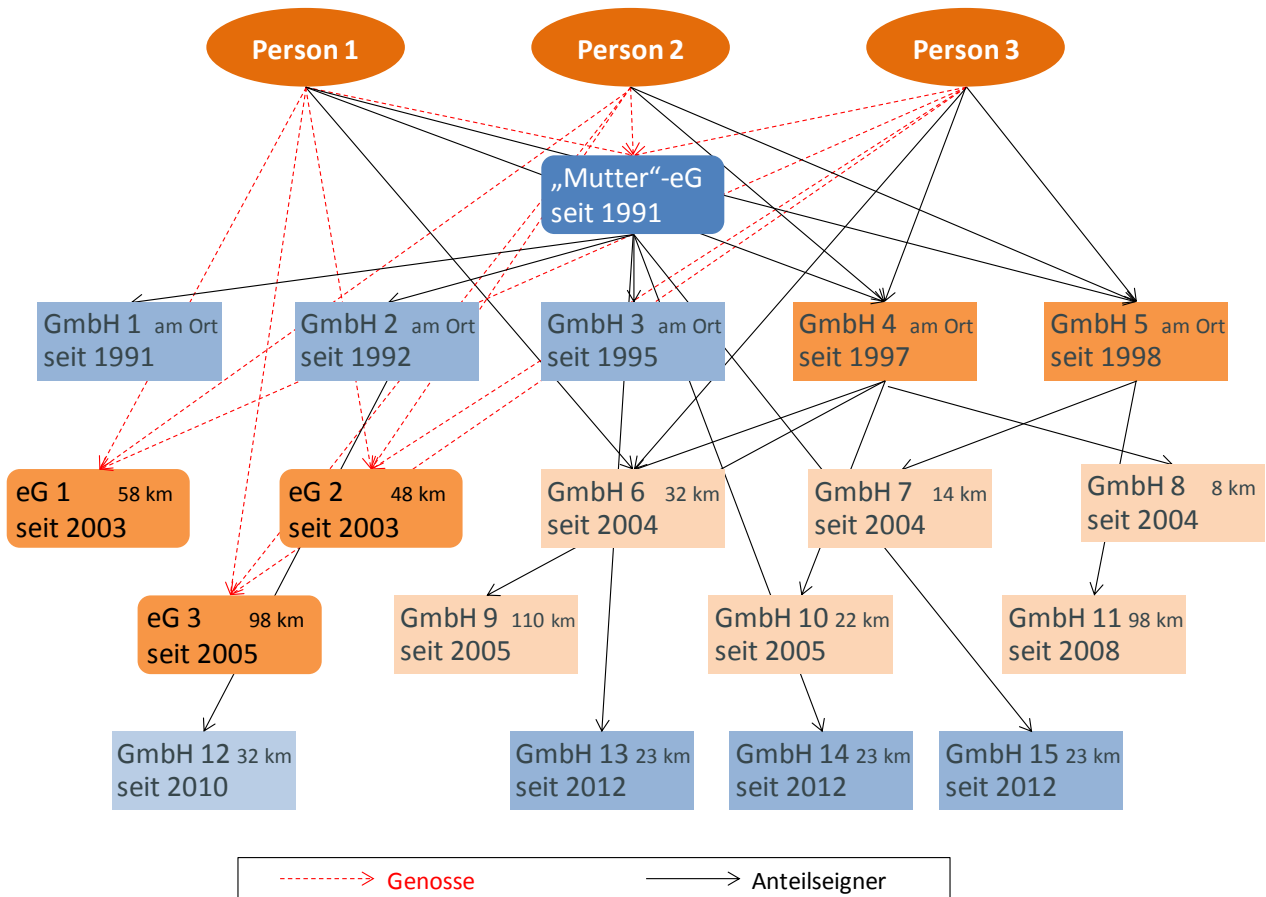 Person 1
Person 2
Person 3
„Mutter“-eG
seit 1991
GmbH 1 am Ort
seit 1991
GmbH 2 am Ort
seit 1992
GmbH 3 am Ort
seit 1995
GmbH 4 am Ort
seit 1997
GmbH 5 am Ort
seit 1998
eG 1 58 km
seit 2003
eG 2 48 km
seit 2003
GmbH 6 32 km
seit 2004
GmbH 7 14 km
seit 2004
GmbH 8 8 km
seit 2004
eG 3 98 km
seit 2005
GmbH 9 110 km
seit 2005
GmbH 10 22 km
seit 2005
GmbH 11 98 km
seit 2008
GmbH 12 32 km
seit 2010
GmbH 13 23 km
seit 2012
GmbH 14 23 km
seit 2012
GmbH 15 23 km
seit 2012
Genosse
Anteilseigner